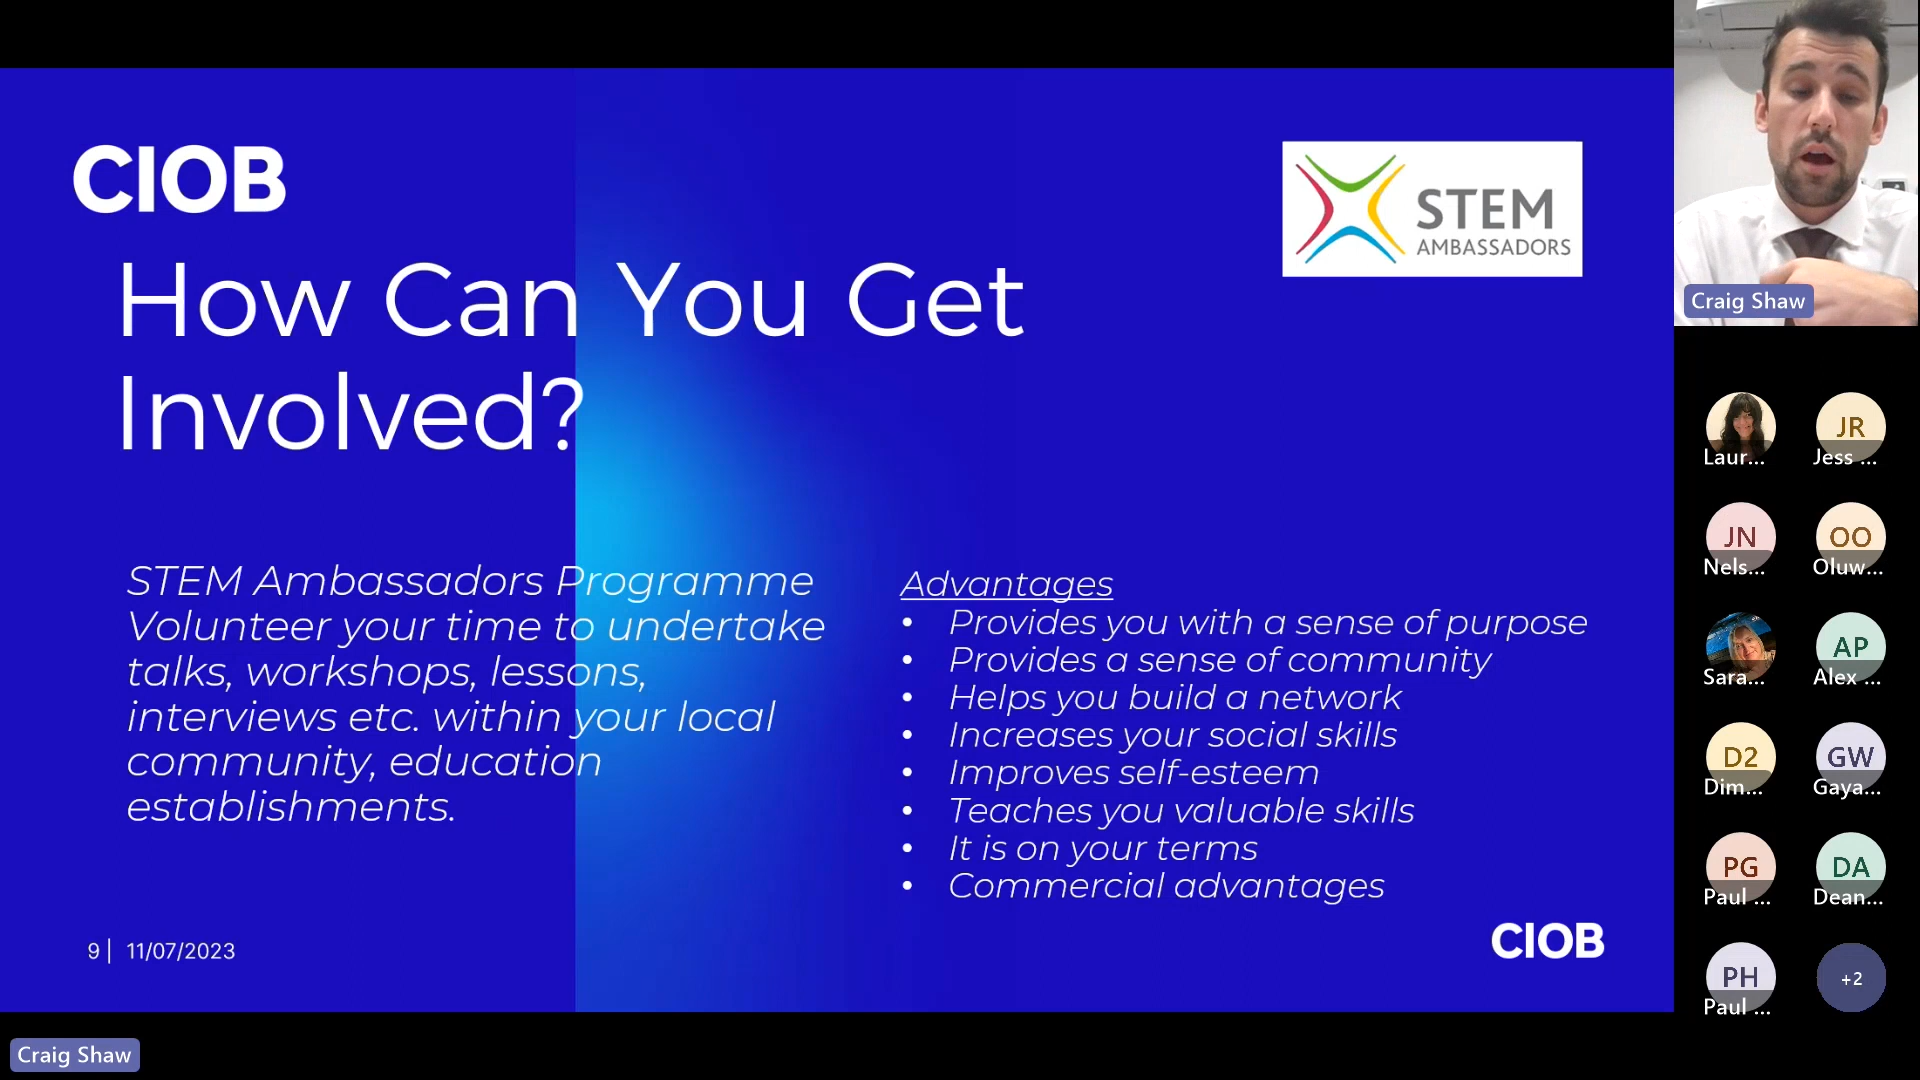 CIOB
STEM
AMBASSADORS
How Can You Get
Involved?
STEM Ambassadors Programme
Volunteer your time to undertake
talks, workshops, lessons,
interviews etc. within your local
community, education
establishments.
Advantages
• Provides you with a sense of purpose
• Provides a sense of community
• Helps you build a network
• Increases your social skills
• Improves self-esteem
• Teaches you valuable skills
• It is on your terms
• Commercial advantages
9 | 11/07/2023
CIOB
Craig Shaw
Craig Shaw
Laur...
JR
Jess ...
JN
Nels...
OO
Oluw...
Sara...
AP
Alex ...
D2
Dim...
GW
Gaya...
PG
Paul ...
DA
Dean...
PH
Paul ...
+2